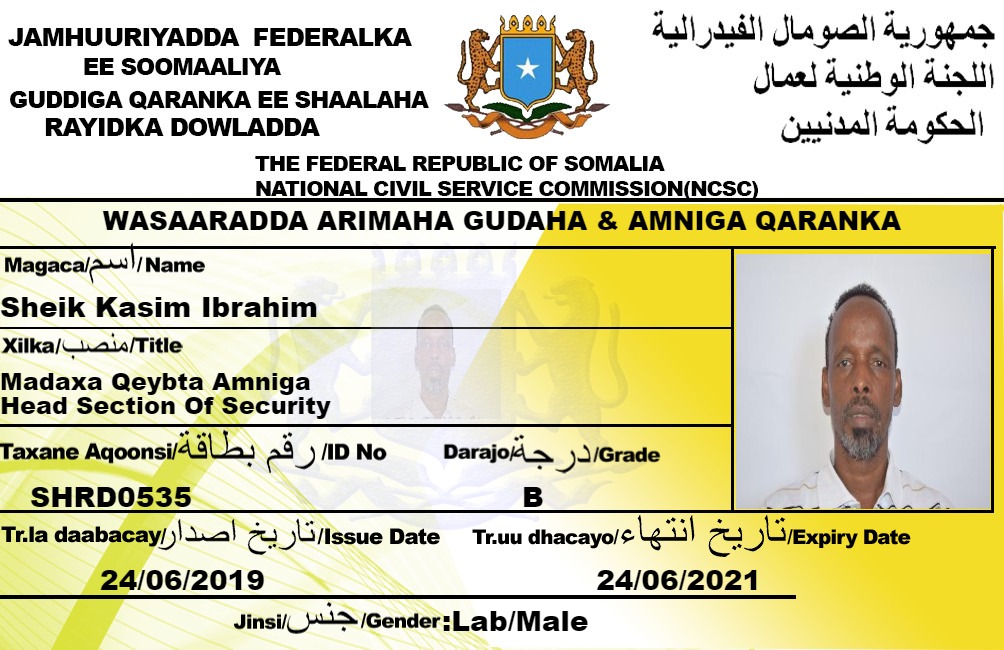 JAMHUURIYADDA FEDERALKA
EE SOOMAALIYA
GUDDIGA QARANKA EE SHAALAHA
RAYIDKA DOWLADDA
جمهورية الصومال الفيدرالية
اللجنة الوطنية لعمال
الحكومة المدنيين
THE FEDERAL REPUBLIC OF SOMALIA
NATIONAL CIVIL SERVICE COMMISSION(NCSC)
WASAARADDA ARIMAHA GUDAHA & AMNIGA QARANKA
Magaca/اسم/Name
Sheik Kasim Ibrahim
Xilka/منصب/Title
Madaxa Qeybta Amniga
Head Section Of Security
Taxane Aqoonsi/رقم بطاقة/ID No
SHRD0535
Darajo/درجة/Grade
B
Tr.la daabacay/تاريخ اصدار/Issue Date
24/06/2019
Tr.uu dhacayo/تاريخ انتهاء/Expiry Date
24/06/2021
Jinsi/جنس/Gender:Lab/Male